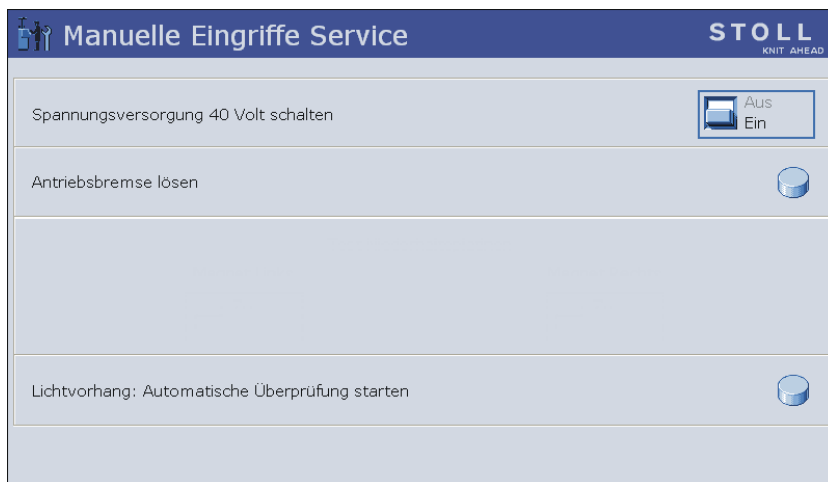 Manuelle Eingriffe Service
STOLL
KNIT AHEAD
Spannungsversorgung 40 Volt schalten
Aus
Ein
Antriebsbremse lösen
Lichtvorhang: Automatische Überprüfung starten